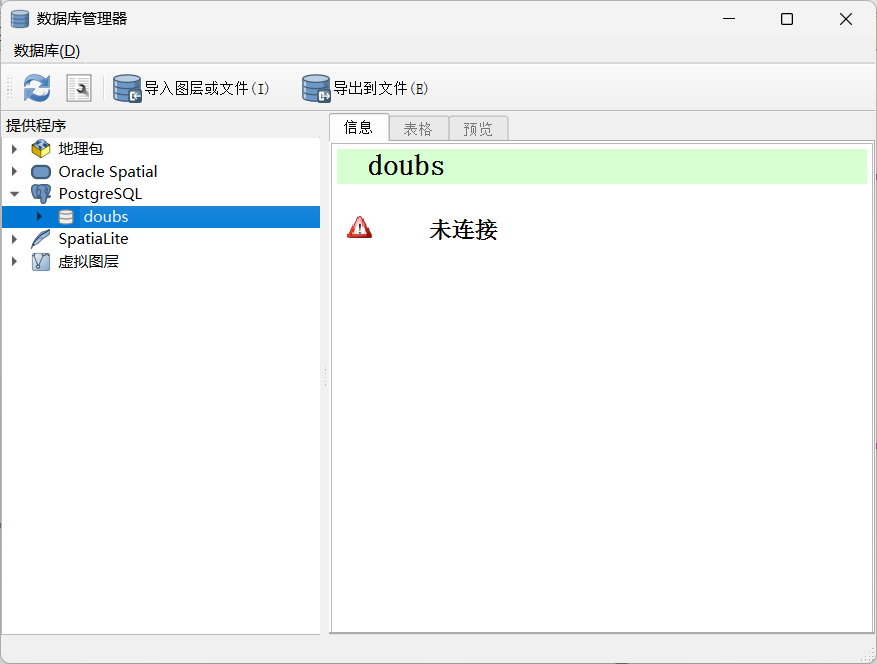 数据库管理器
数据库(D)
导入图层或文件(I) 导出到文件(E)
提供程序
地理包
Oracle Spatial
PostgreSQL
doubs
SpatiaLite
虚拟图层
信息 表格 预览
doubs
未连接